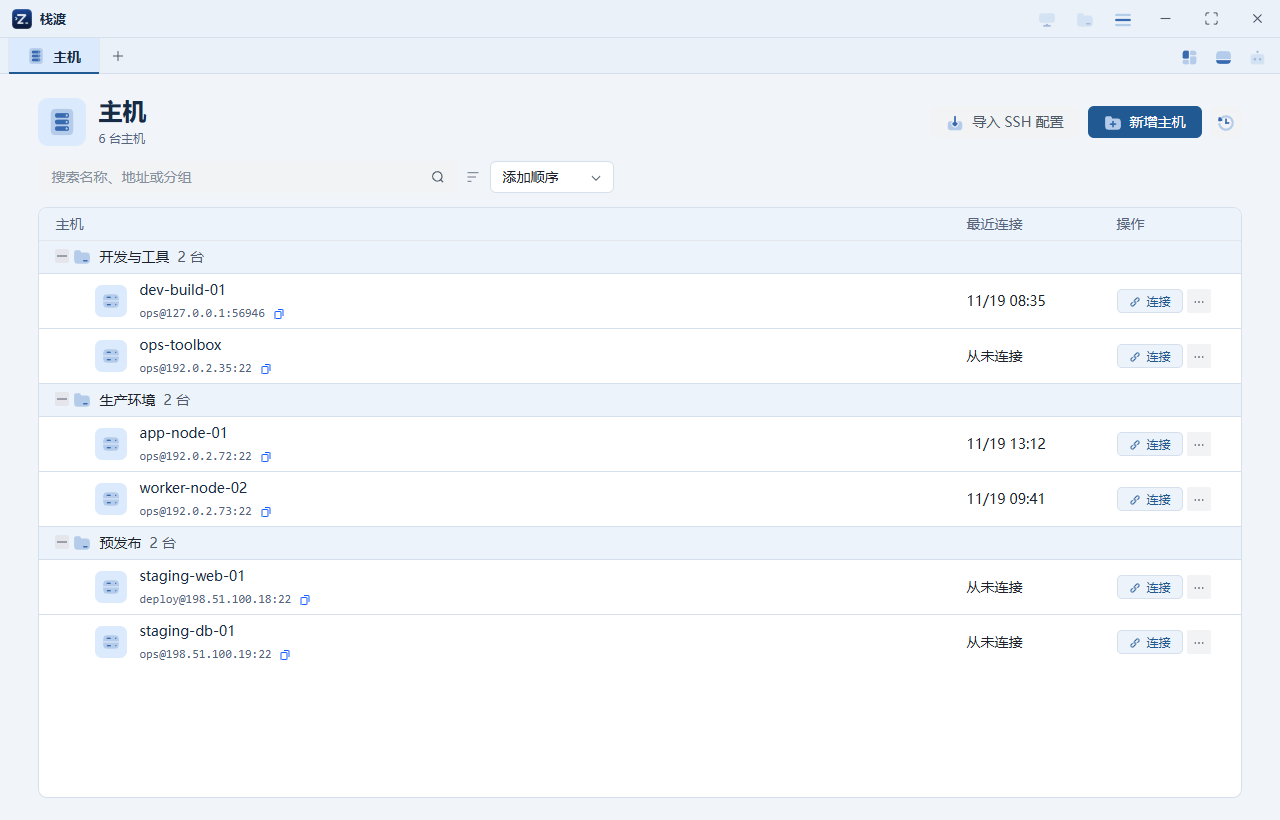 栈渡
主机
主机
6 台主机
导入 SSH 配置
新增主机
搜索名称、地址或分组
添加顺序
主机 最近连接 操作
开发与工具 2 台
dev-build-01
ops@127.0.0.1:56946
11/19 08:35
连接
ops-toolbox
ops@192.0.2.35:22
从未连接
连接
生产环境 2 台
app-node-01
ops@192.0.2.72:22
11/19 13:12
连接
worker-node-02
ops@192.0.2.73:22
11/19 09:41
连接
预发布 2 台
staging-web-01
deploy@198.51.100.18:22
从未连接
连接
staging-db-01
ops@198.51.100.19:22
从未连接
连接